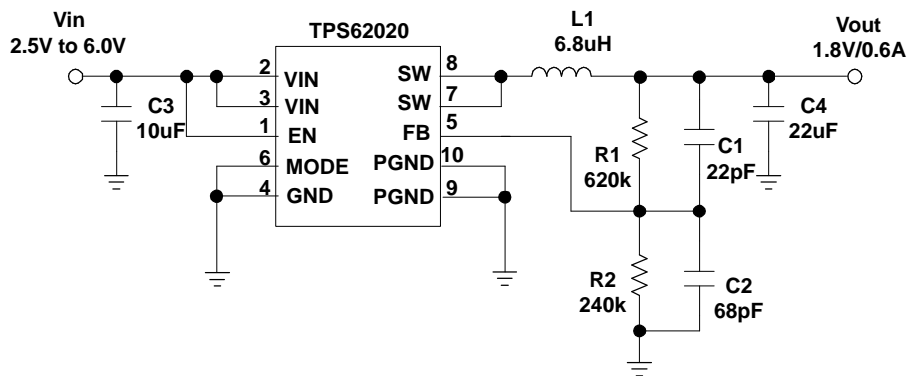 Vin
2.5V to 6.0V
TPS62020
L1
6.8uH
Vout
1.8V/0.6A
2 VIN
3 VIN
1 EN
6 MODE
4 GND
SW 8
SW 7
FB 5
PGND 10
PGND 9
C3
10uF
R1
620k
C1
22pF
C4
22uF
R2
240k
C2
68pF